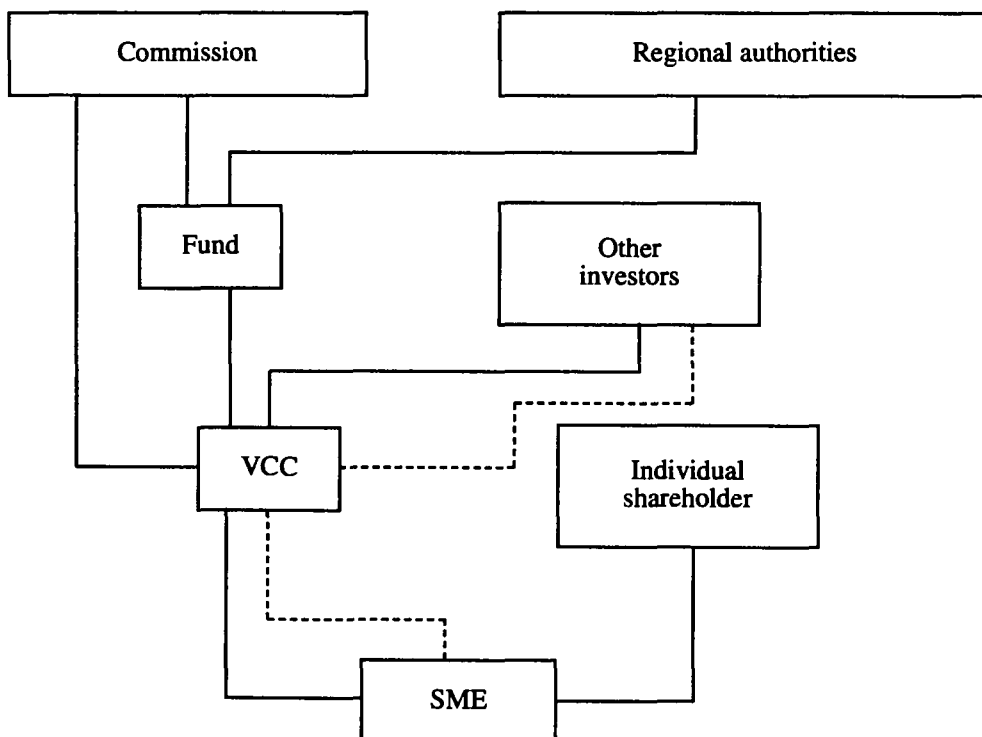 Commission
Regional authorities
Fund
Other
investors
VCC
Individual
shareholder
SME